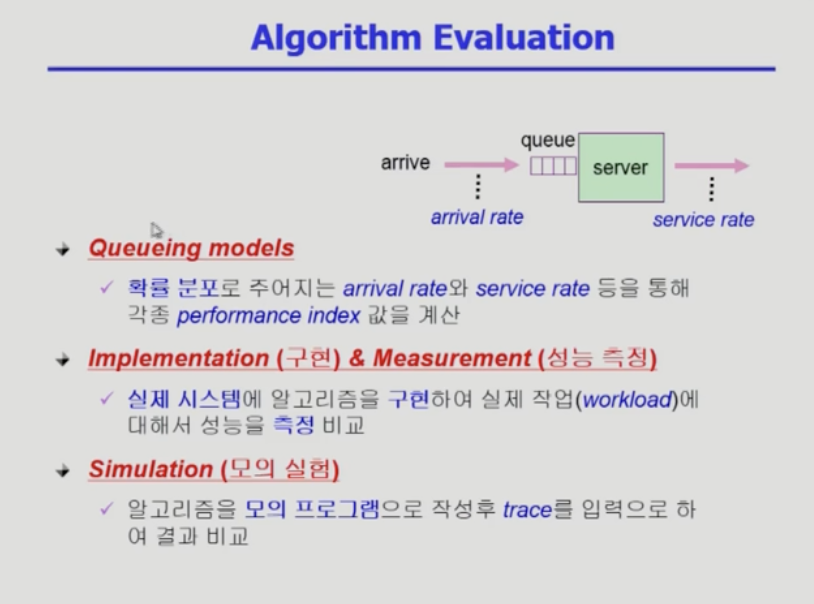 Algorithm Evaluation
queue
arrive
server
arrival rate
service rate
Queueing models
확률 분포로 주어지는 arrival rate와 service rate 등을 통해
각종 performance index 값을 계산
Implementation (구현) & Measurement (성능 측정)
실제 시스템에 알고리즘을 구현하여 실제 작업(workload)에
대해서 성능을 측정 비교
Simulation (모의 실험)
알고리즘을 모의 프로그램으로 작성후 trace를 입력으로 하
여 결과 비교